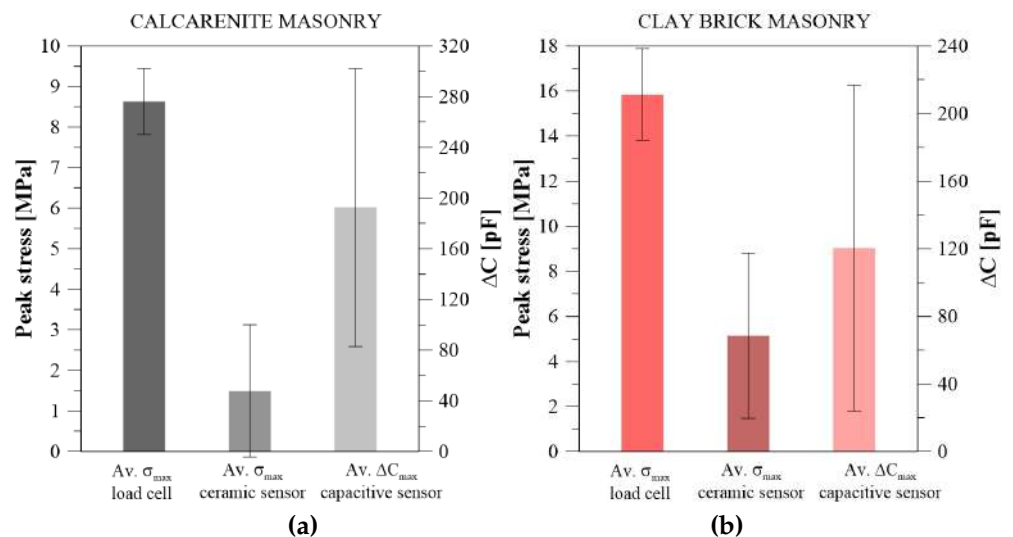 CALCARENITE MASONRY
Peak stress [MPa]
10
9
8
7
6
5
4
3
2
1
0
320
280
240
200
160
120
80
40
0
ΔC [pF]
Av. σmax
load cell
Av. σmax
ceramic sensor
Av. ΔCmax
capacitive sensor
(a)
CLAY BRICK MASONRY
Peak stress [MPa]
18
16
14
12
10
8
6
4
2
0
240
200
160
120
80
40
0
ΔC [pF]
Av. σmax
load cell
Av. σmax
ceramic sensor
Av. ΔCmax
capacitive sensor
(b)